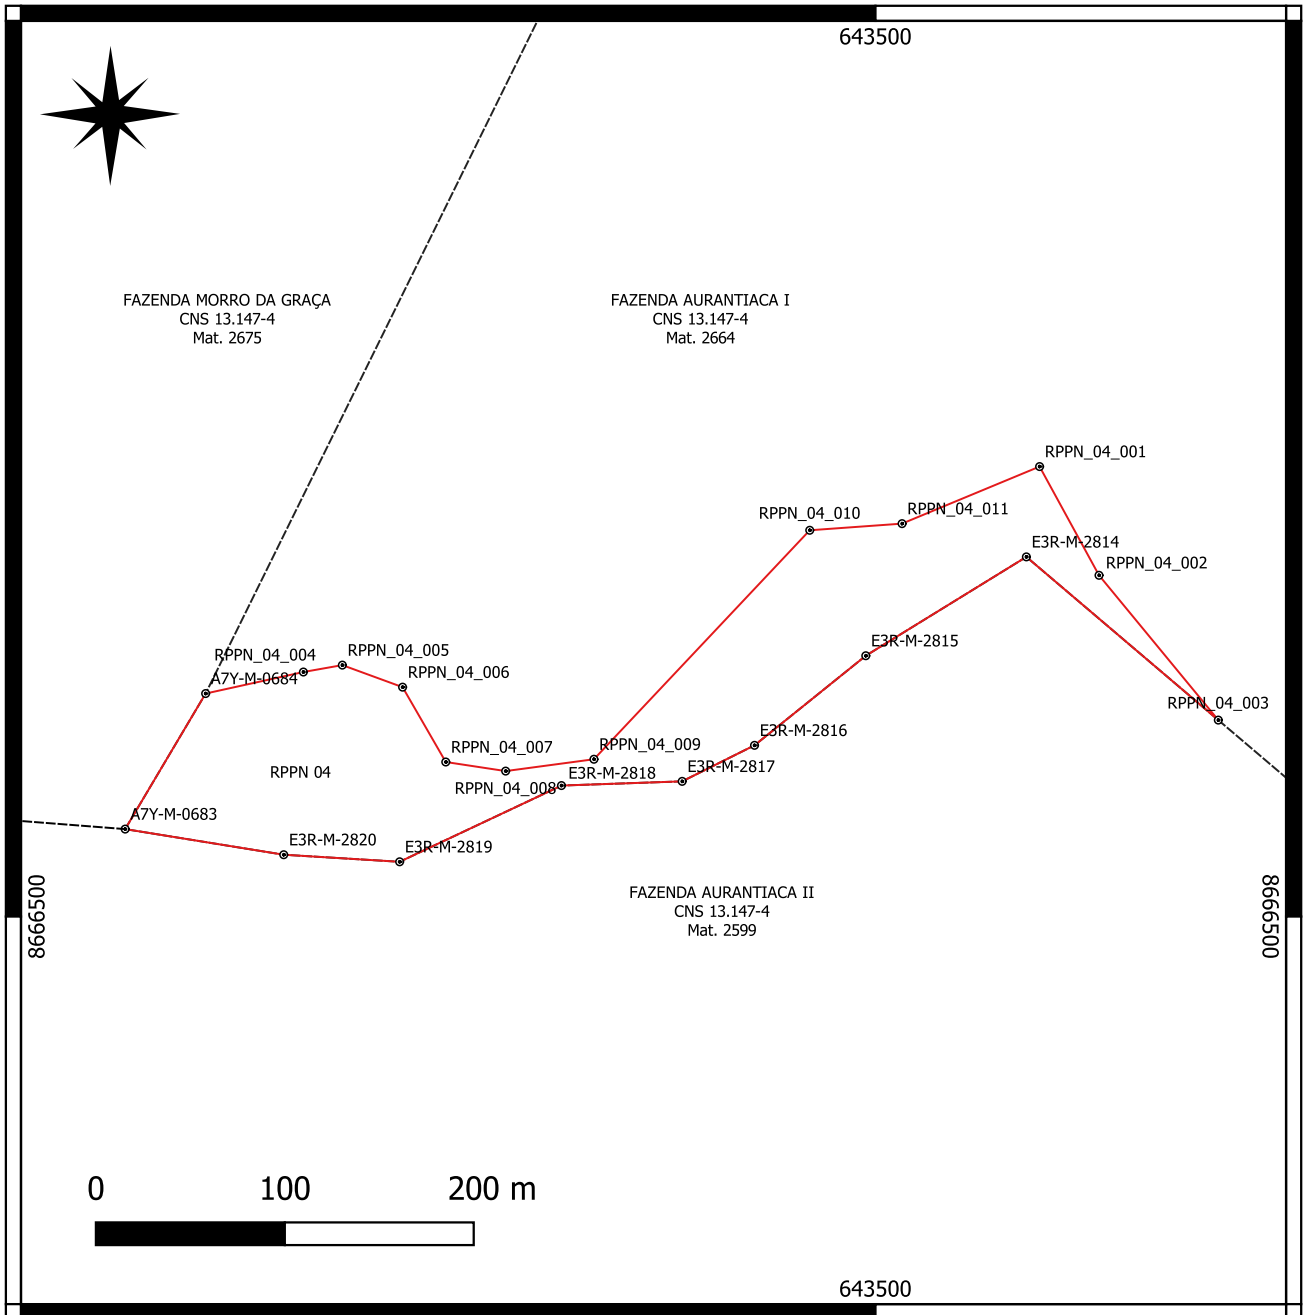 643500
FAZENDA MORRO DA GRAÇA
CNS 13.147-4
Mat. 2675
FAZENDA AURANTIACA I
CNS 13.147-4
Mat. 2664
RPPN_04_001
RPPN_04_010
RPPN_04_011
E3R-M-2814
RPPN_04_002
E3R-M-2815
RPPN_04_004
RPPN_04_005
RPPN_04_006
A7Y-M-0684
RPPN_04_003
E3R-M-2816
RPPN_04_007
RPPN_04_009
RPPN 04
E3R-M-2818
E3R-M-2817
RPPN_04_008
A7Y-M-0683
E3R-M-2820
E3R-M-2819
FAZENDA AURANTIACA II
CNS 13.147-4
Mat. 2599
8666500
8666500
0 100 200 m
643500